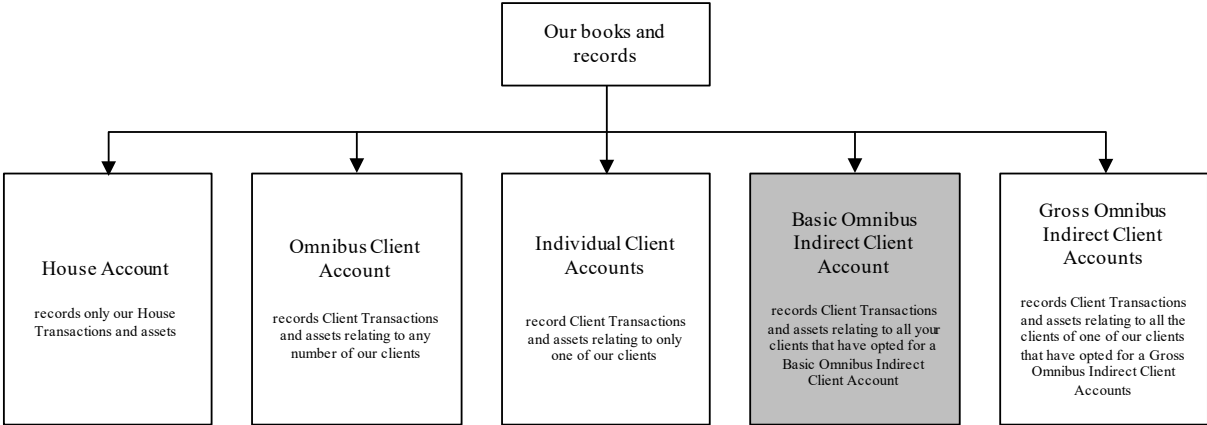 Our books and
records
House Account
records only our House
Transactions and assets
Omnibus Client
Account
records Client Transactions
and assets relating to any
number of our clients
Individual Client
Accounts
record Client Transactions
and assets relating to only
one of our clients
Basic Omnibus
Indirect Client
Account
records Client Transactions
and assets relating to all your
clients that have opted for a
Basic Omnibus Indirect
Client Account
Gross Omnibus
Indirect Client
Accounts
records Client Transactions
and assets relating to all the
clients of one of our clients
that have opted for a Gross
Omnibus Indirect Client
Accounts